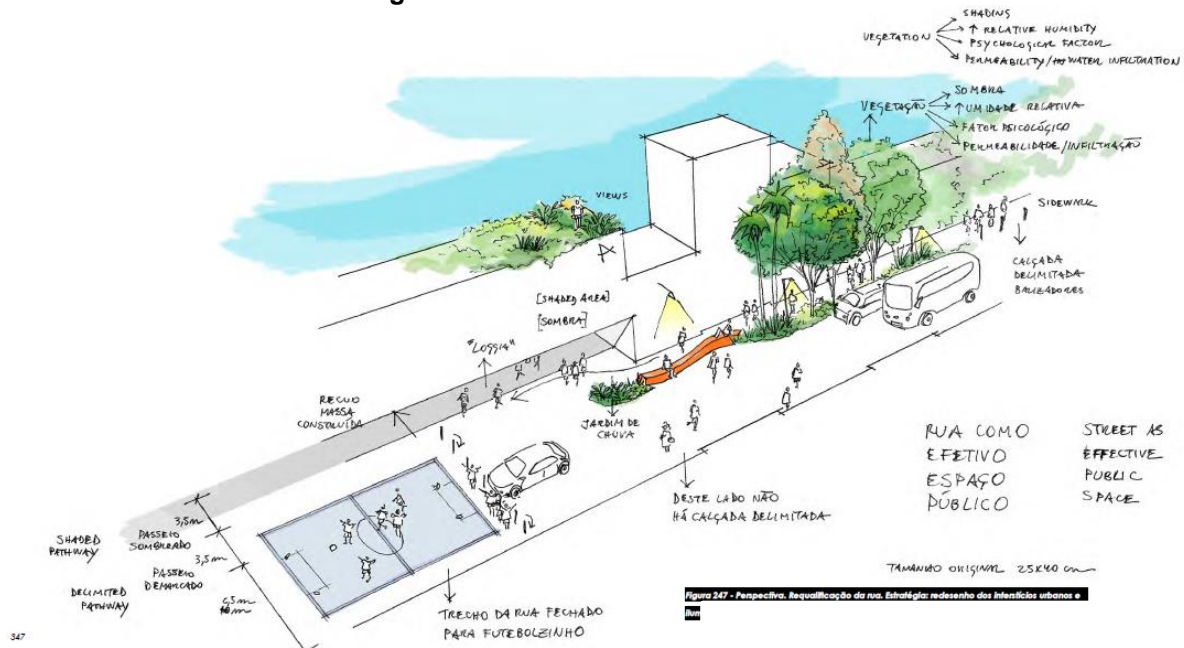 VEGETATION
SHADING
↑ RELATIVE HUMIDITY
PSYCHOLOGICAL FACTOR
PERMEABILITY/ WATER INFILTRATION
VEGETAÇÃO
SOMBRA
↑ UMIDADE RELATIVA
FATOR PSICOLÓGICO
PERMEABILIDADE/INFILTRAÇÃO
VIEWS
SIDEWALK
CALÇADA
DELIMITADA
BALIZADORES
[SHADED AREA]
[SOMBRA]
"LOGGIA"
RECUO
MASSA
CONSTRUÍDA
JARDIM DE
CHUVA
DESTE LADO NÃO
HÁ CALÇADA DELIMITADA
RUA COMO
EFETIVO
ESPAÇO
PÚBLICO
STREET AS
EFFECTIVE
PUBLIC
SPACE
SHADED
PATHWAY
3,5m
PASSEIO
SOMBREADO
DELIMITED
PATHWAY
3,5m
PASSEIO
DEMARCADO
TRECHO DA RUA FECHADO
PARA FUTEBOLZINHO
TAMANHO ORIGINAL 25X40 cm
Figura 247 - Perspectiva. Requalificação da rua. Estratégia: redesenho dos interstícios urbanos e
ilum
347